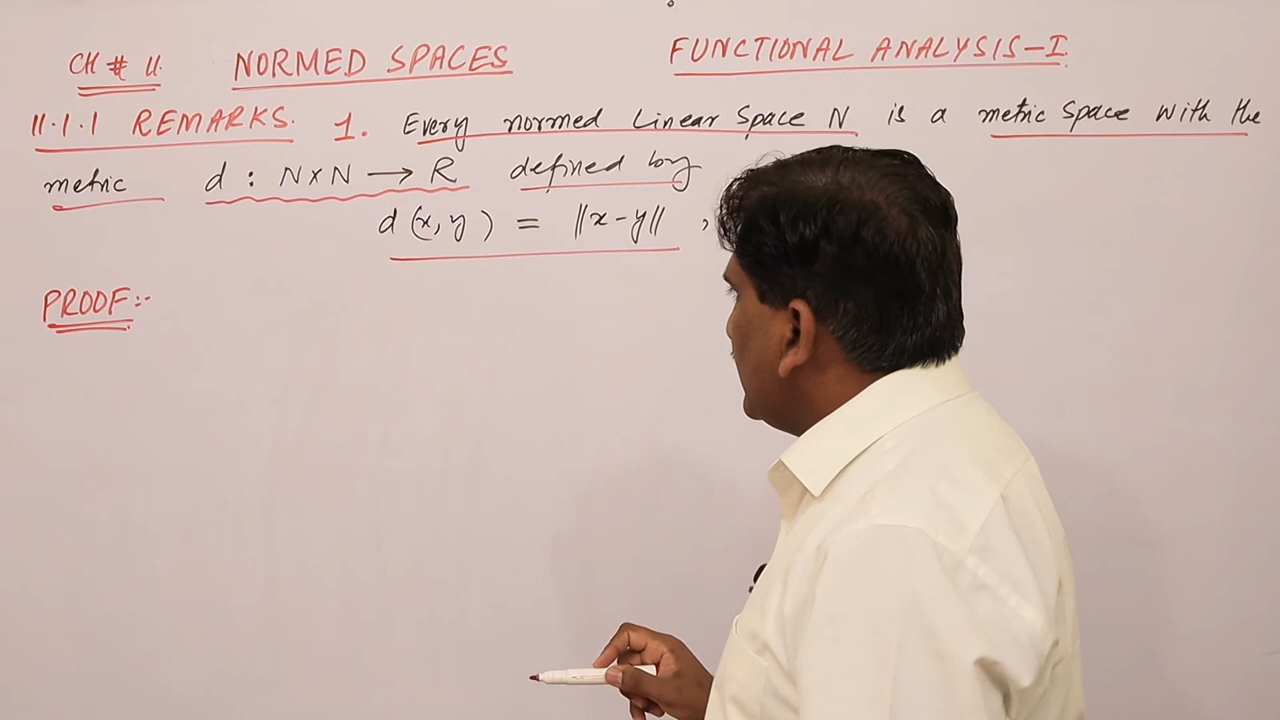 CH # 11. NORMED SPACES FUNCTIONAL ANALYSIS-I
11.1.1 REMARKS. 1. Every normed Linear Space N is a metric space with the
metric d : N×N → R defined by
d(x,y) = ||x-y|| ,
PROOF:-